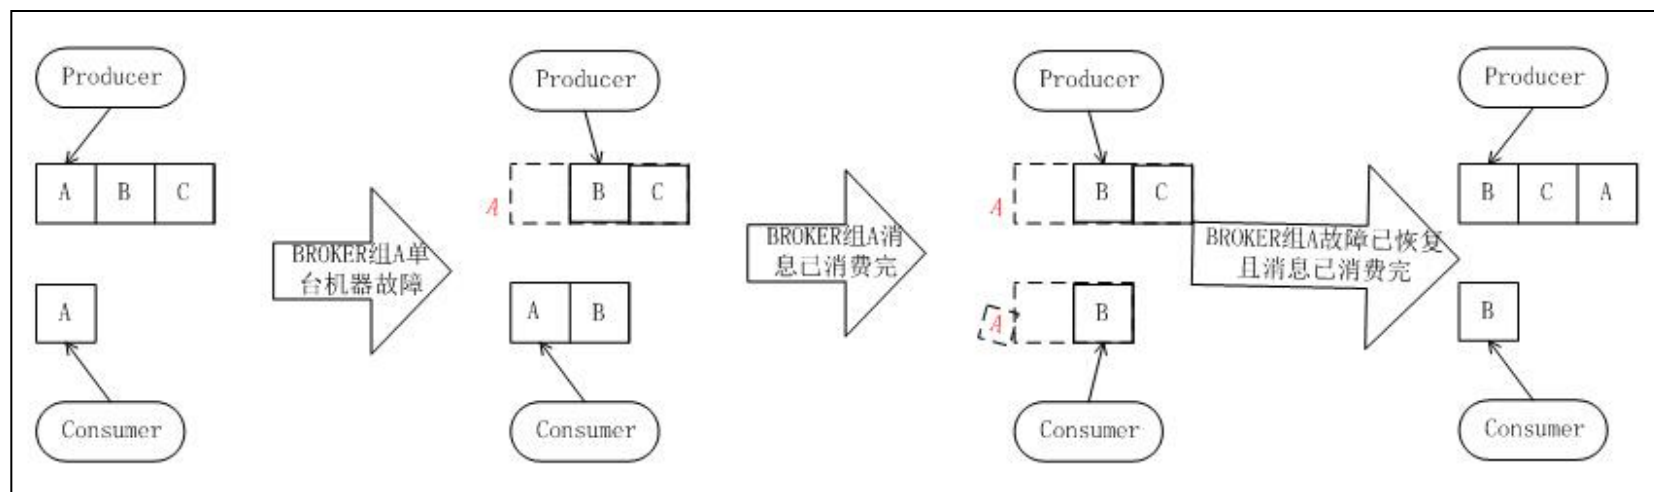 Producer
A B C
A
Consumer
BROKER组A单
台机器故障
Producer
A B C
A B
Consumer
BROKER组A消
息已消费完
Producer
A B C
A B
Consumer
BROKER组A故障已恢复
且消息已消费完
Producer
B C A
B
Consumer